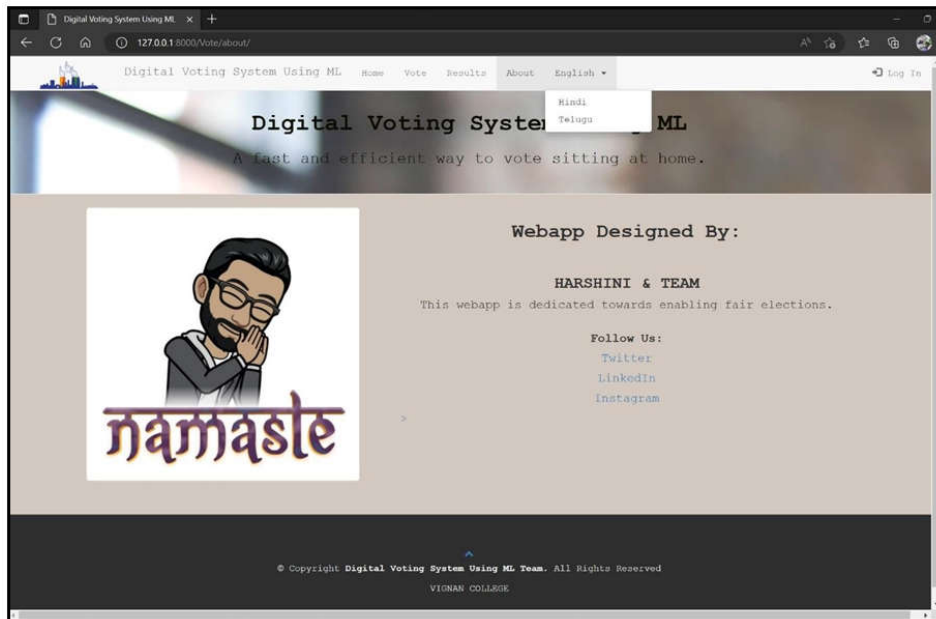 Digital Voting System Using ML
127.0.0.1:8000/Vote/about/
Digital Voting System Using ML Home Vote Results About English Log In
Hindi
Telugu
Digital Voting System ML
A fast and efficient way to vote sitting at home.
Webapp Designed By:
HARSHINI & TEAM
This webapp is dedicated towards enabling fair elections.
Follow Us:
Twitter
LinkedIn
Instagram
>
namaste
© Copyright Digital Voting System Using ML Team. All Rights Reserved
VIGNAN COLLEGE